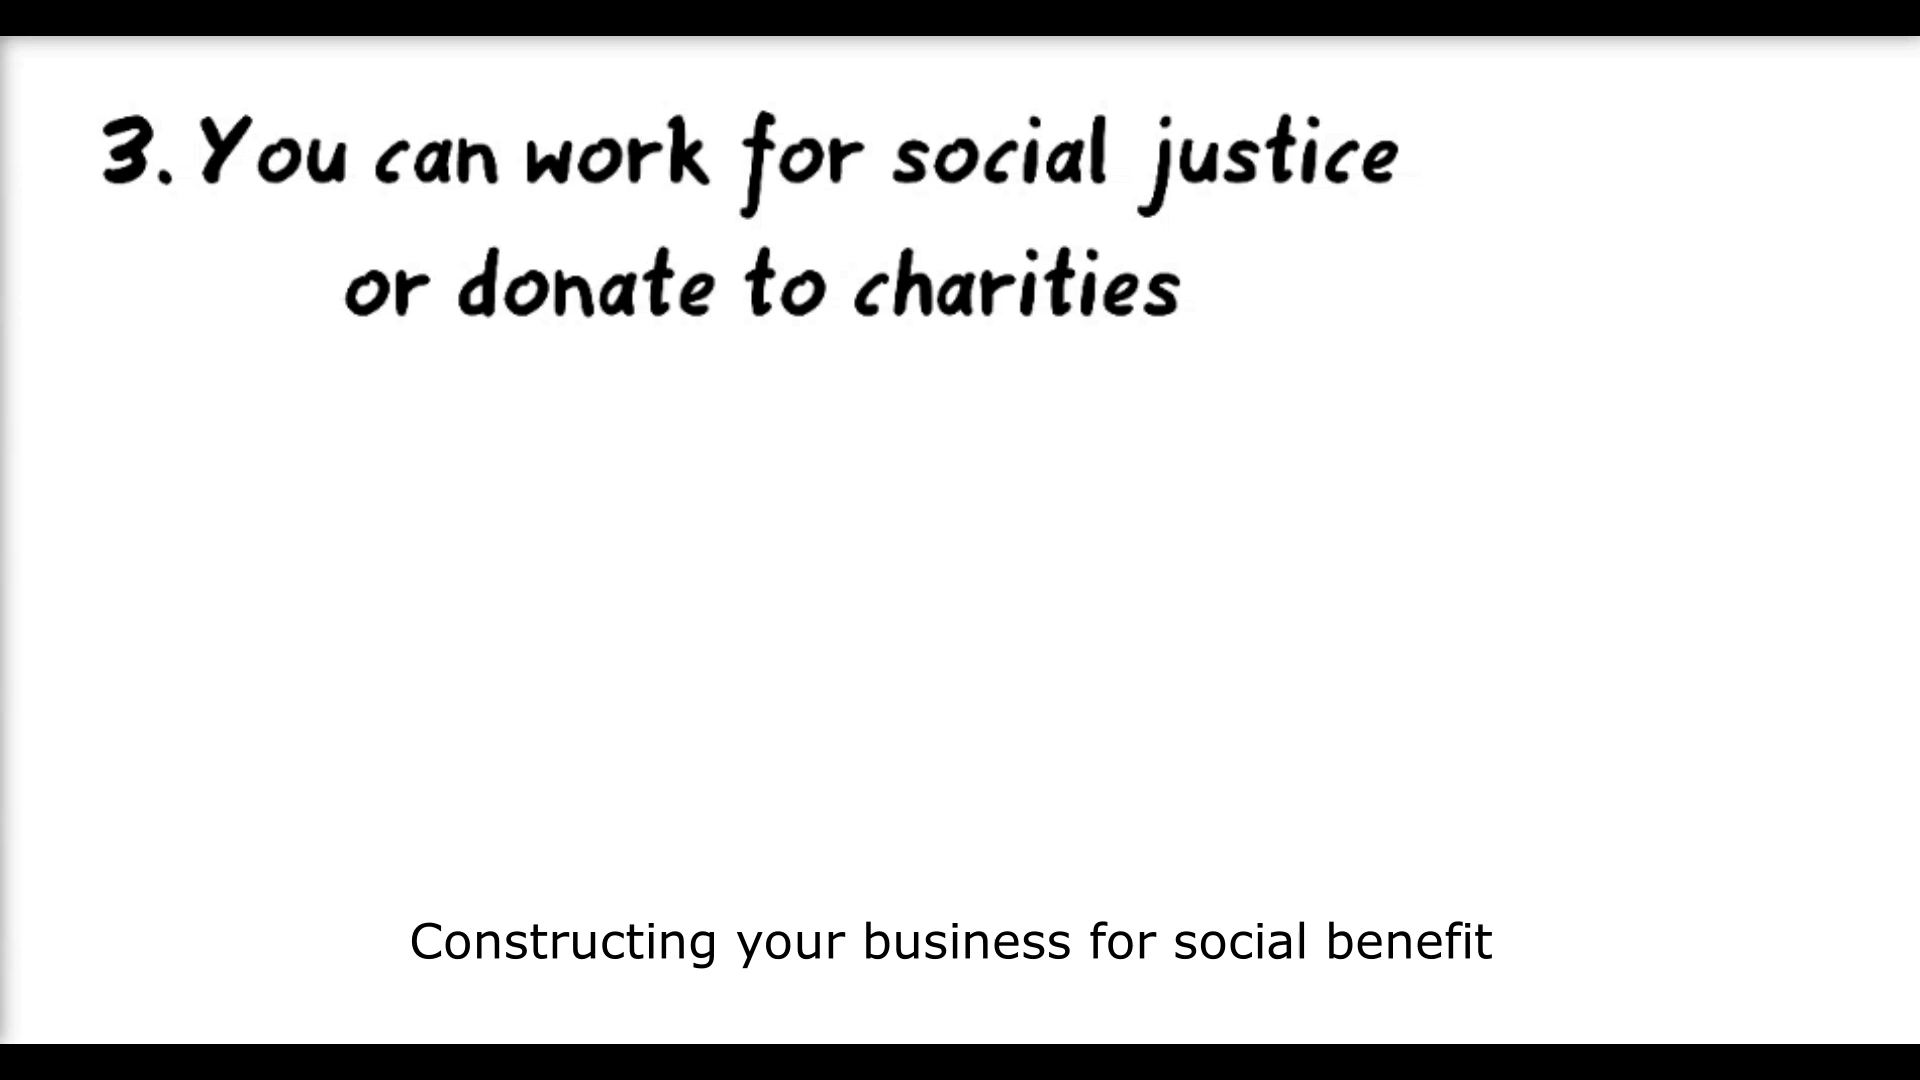 3. You can work for social justice
or donate to charities
Constructing your business for social benefit